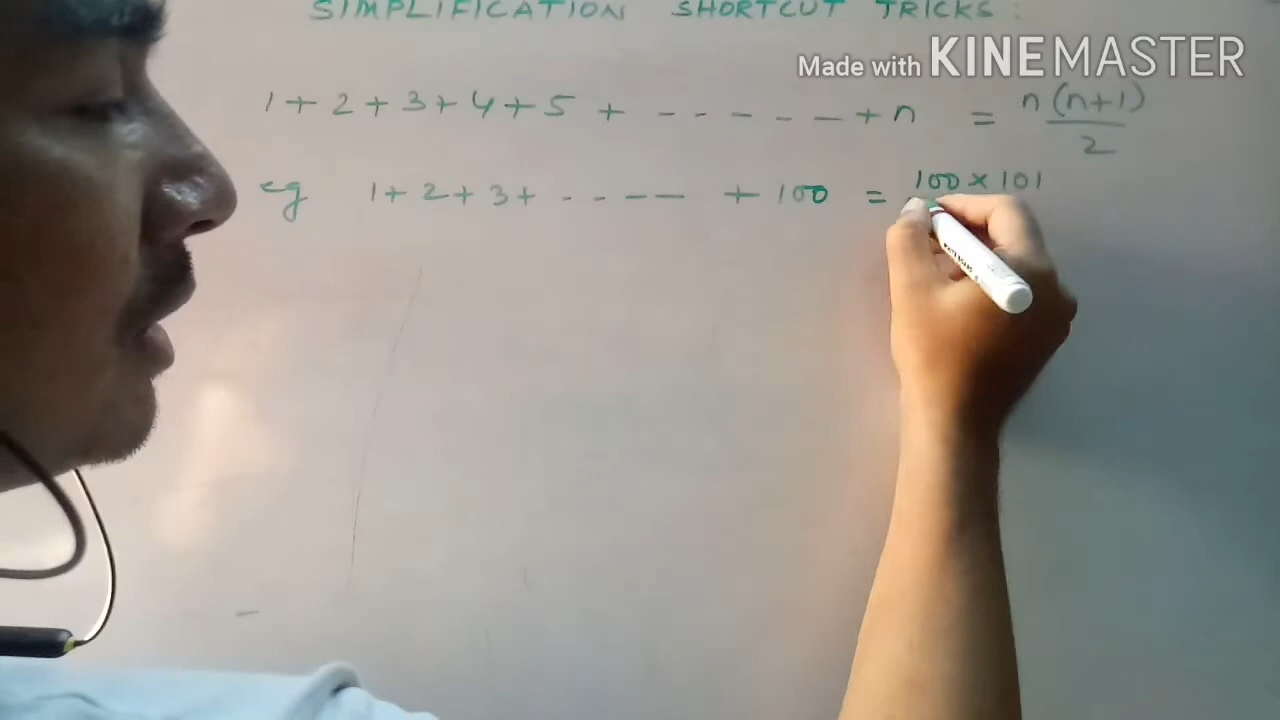 SIMPLIFICATION SHORTCUT TRICKS :
Made with KINEMASTER
1 + 2 + 3 + 4 + 5 + - - - - - + n = n(n+1)/2
eg 1 + 2 + 3 + - - - - + 100 = 100 × 101